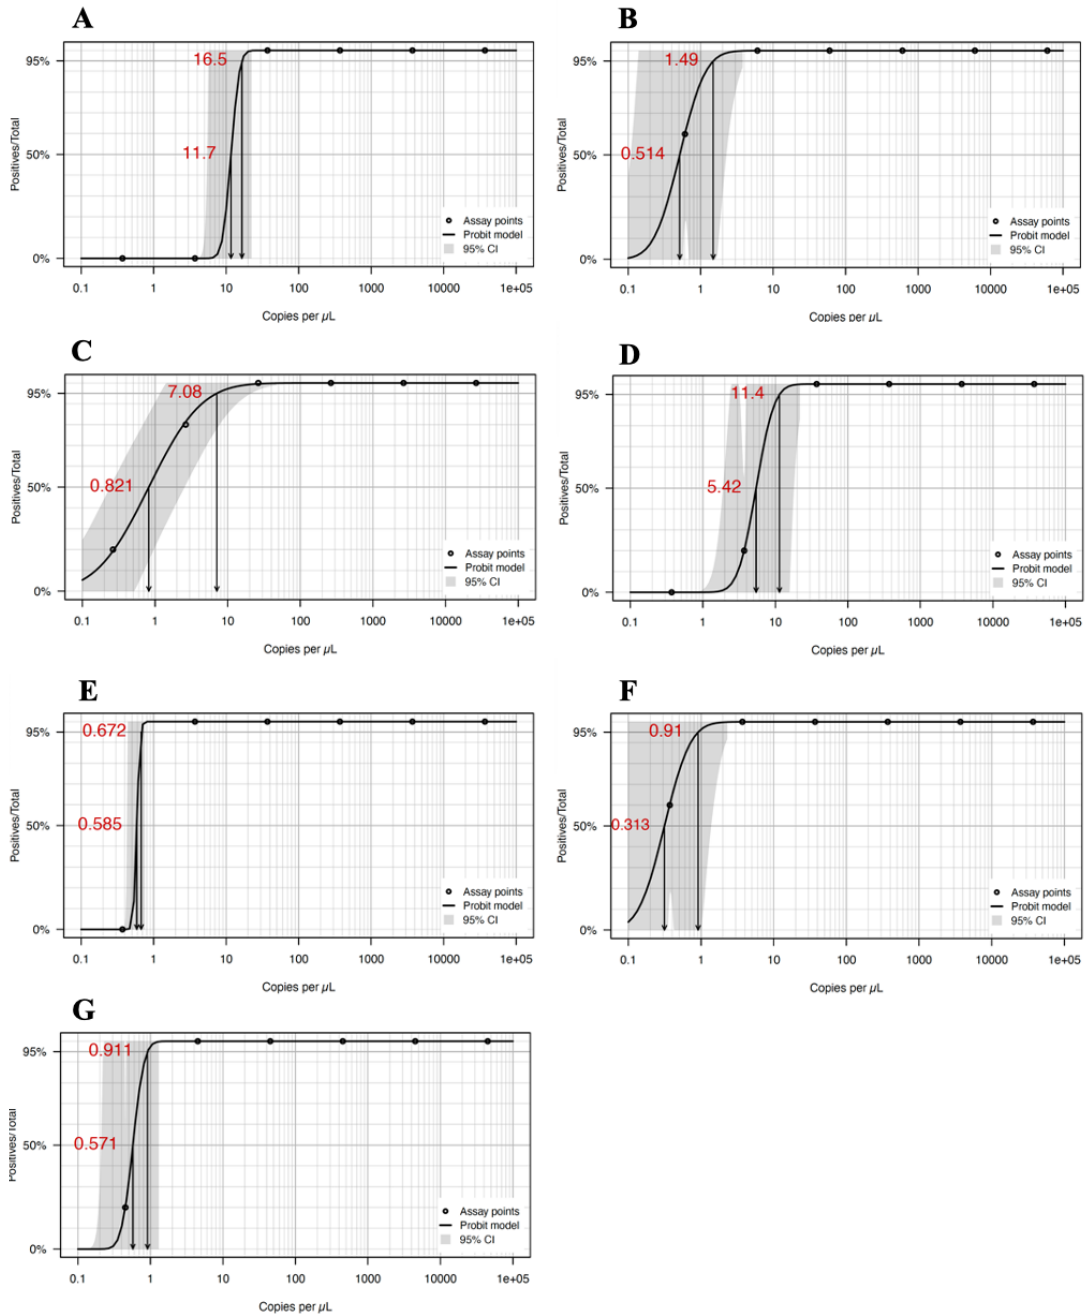 A
95%
16.5
50%
11.7
0%
Positives/Total
Assay points
Probit model
95% CI
0.1 1 10 100 1000 10000 1e+05
Copies per µL
B
95%
1.49
50%
0.514
0%
Positives/Total
Assay points
Probit model
95% CI
0.1 1 10 100 1000 10000 1e+05
Copies per µL
C
95%
7.08
50%
0.821
0%
Positives/Total
Assay points
Probit model
95% CI
0.1 1 10 100 1000 10000 1e+05
Copies per µL
D
95%
11.4
50%
5.42
0%
Positives/Total
Assay points
Probit model
95% CI
0.1 1 10 100 1000 10000 1e+05
Copies per µL
E
95%
0.672
50%
0.585
0%
Positives/Total
Assay points
Probit model
95% CI
0.1 1 10 100 1000 10000 1e+05
Copies per µL
F
95%
0.91
50%
0.313
0%
Positives/Total
Assay points
Probit model
95% CI
0.1 1 10 100 1000 10000 1e+05
Copies per µL
G
95%
0.911
50%
0.571
0%
Positives/Total
Assay points
Probit model
95% CI
0.1 1 10 100 1000 10000 1e+05
Copies per µL